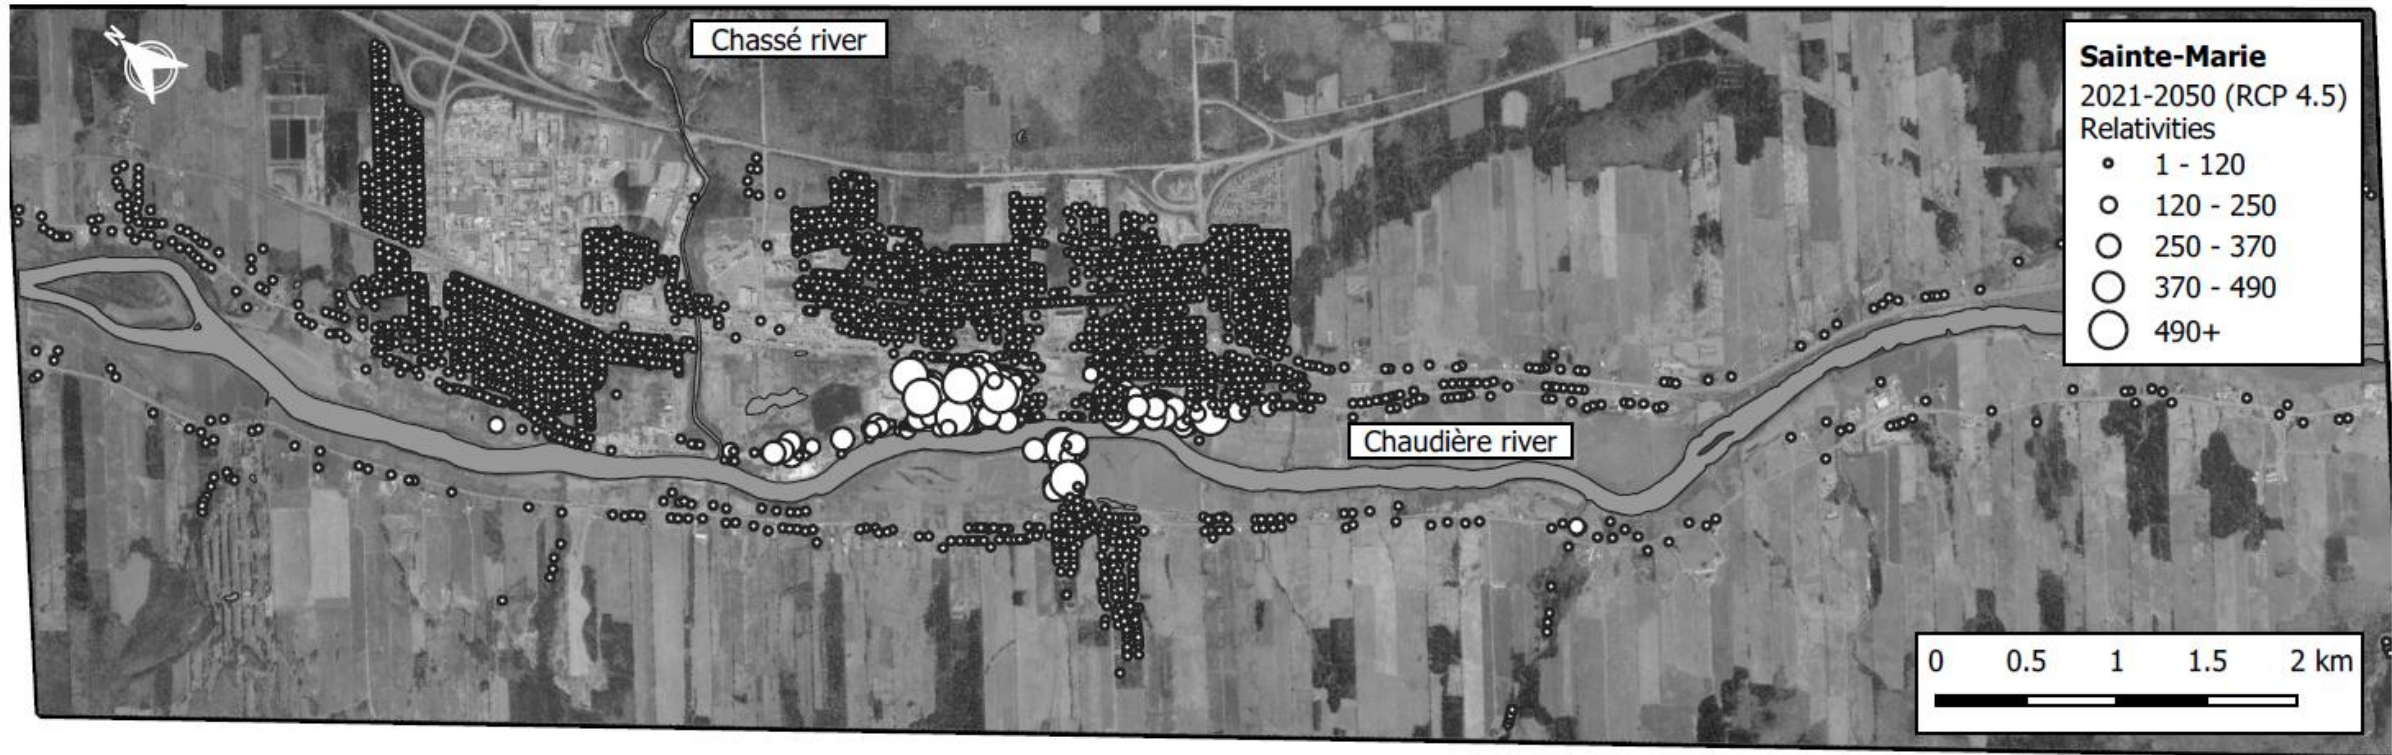 N
Chassé river
Sainte-Marie
2021-2050 (RCP 4.5)
Relativities
1 - 120
120 - 250
250 - 370
370 - 490
490+
Chaudière river
0 0.5 1 1.5 2 km